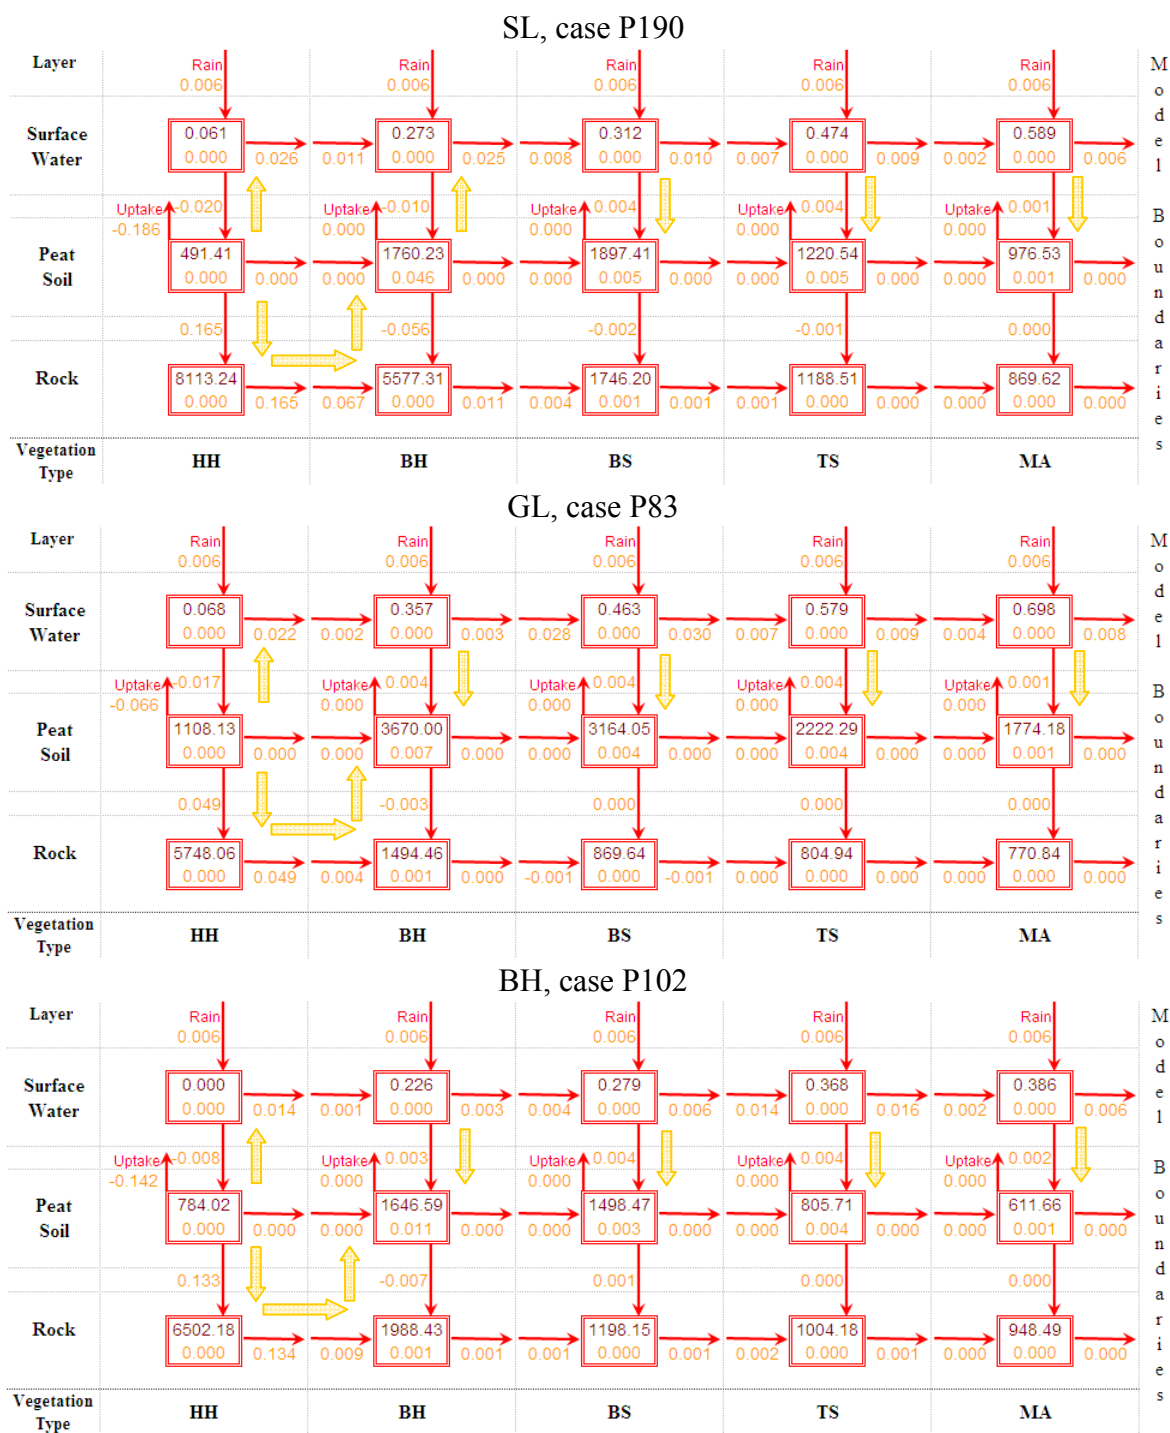 SL, case P190
Layer Rain Rain Rain Rain Rain
0.006 0.006 0.006 0.006 0.006
Surface Water 0.061 0.273 0.312 0.474 0.589
0.000 0.026 0.011 0.000 0.025 0.008 0.000 0.010 0.007 0.000 0.009 0.002 0.000 0.006
Uptake -0.020 Uptake -0.010 Uptake 0.004 Uptake 0.004 Uptake 0.001
-0.186 0.000 0.000 0.000 0.000
Peat Soil 491.41 1760.23 1897.41 1220.54 976.53
0.000 0.000 0.000 0.046 0.000 0.000 0.005 0.000 0.000 0.005 0.000 0.000 0.001 0.000
0.165 -0.056 -0.002 -0.001 0.000
Rock 8113.24 5577.31 1746.20 1188.51 869.62
0.000 0.165 0.067 0.000 0.011 0.004 0.001 0.001 0.001 0.000 0.000 0.000 0.000 0.000
Vegetation Type HH BH BS TS MA
Model Boundaries
GL, case P83
Layer Rain Rain Rain Rain Rain
0.006 0.006 0.006 0.006 0.006
Surface Water 0.068 0.357 0.463 0.579 0.698
0.000 0.022 0.002 0.000 0.003 0.028 0.000 0.030 0.007 0.000 0.009 0.004 0.000 0.008
Uptake -0.017 Uptake 0.004 Uptake 0.004 Uptake 0.004 Uptake 0.001
-0.066 0.000 0.000 0.000 0.000
Peat Soil 1108.13 3670.00 3164.05 2222.29 1774.18
0.000 0.000 0.000 0.007 0.000 0.000 0.004 0.000 0.000 0.004 0.000 0.000 0.001 0.000
0.049 -0.003 0.000 0.000 0.000
Rock 5748.06 1494.46 869.64 804.94 770.84
0.000 0.049 0.004 0.001 0.000 -0.001 0.000 -0.001 0.000 0.000 0.000 0.000 0.000 0.000
Vegetation Type HH BH BS TS MA
Model Boundaries
BH, case P102
Layer Rain Rain Rain Rain Rain
0.006 0.006 0.006 0.006 0.006
Surface Water 0.000 0.226 0.279 0.368 0.386
0.000 0.014 0.001 0.000 0.003 0.004 0.000 0.006 0.014 0.000 0.016 0.002 0.000 0.006
Uptake -0.008 Uptake 0.003 Uptake 0.004 Uptake 0.004 Uptake 0.002
-0.142 0.000 0.000 0.000 0.000
Peat Soil 784.02 1646.59 1498.47 805.71 611.66
0.000 0.000 0.000 0.011 0.000 0.000 0.003 0.000 0.000 0.004 0.000 0.000 0.001 0.000
0.133 -0.007 0.001 0.000 0.000
Rock 6502.18 1988.43 1198.15 1004.18 948.49
0.000 0.134 0.009 0.001 0.001 0.001 0.000 0.001 0.002 0.000 0.001 0.000 0.000 0.000
Vegetation Type HH BH BS TS MA
Model Boundaries